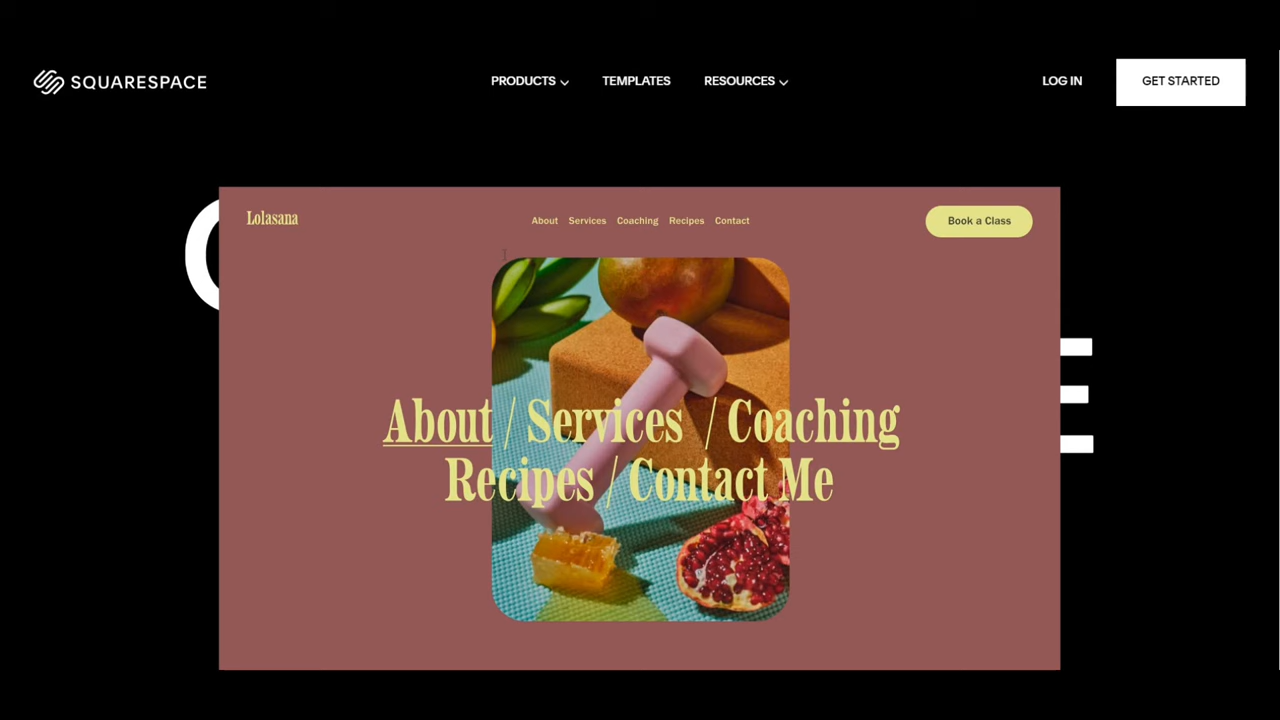 SQUARESPACE
PRODUCTS TEMPLATES RESOURCES
LOG IN
GET STARTED
Lolasana
About Services Coaching Recipes Contact
Book a Class
About / Services / Coaching
Recipes / Contact Me
E